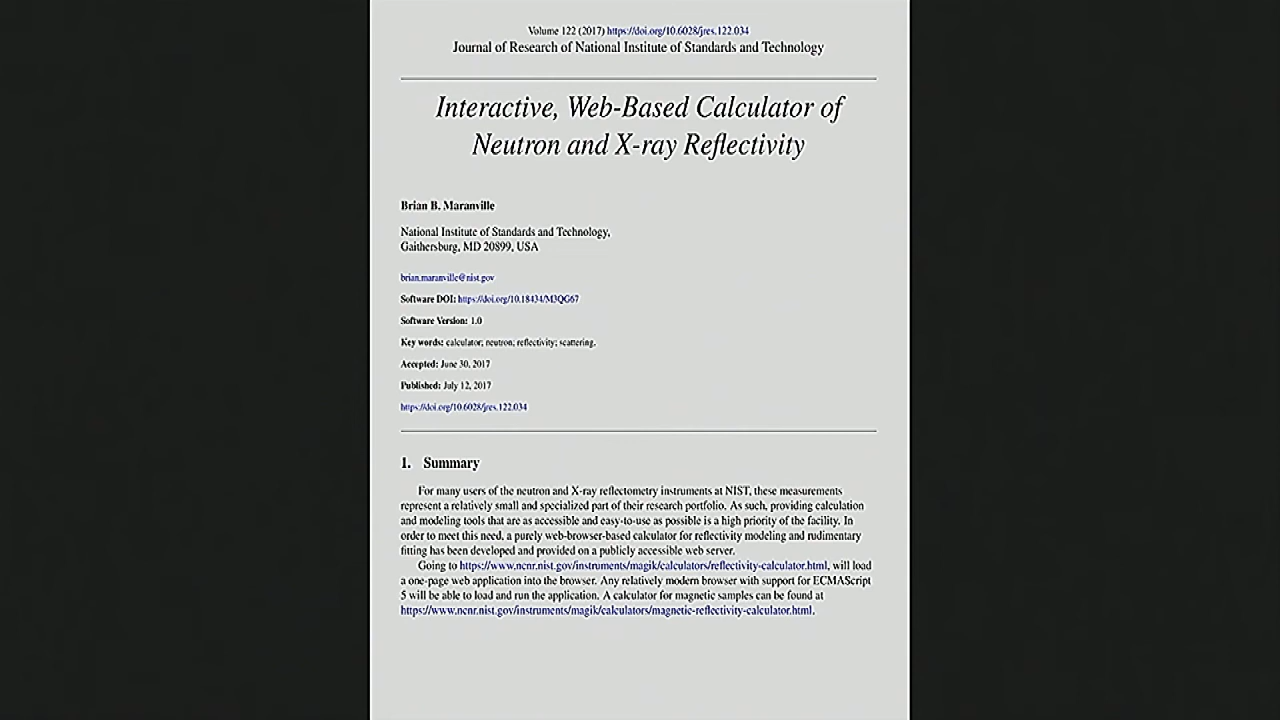 Volume 122 (2017) https://doi.org/10.6028/jres.122.034
Journal of Research of National Institute of Standards and Technology
Interactive, Web-Based Calculator of
Neutron and X-ray Reflectivity
Brian B. Maranville
National Institute of Standards and Technology,
Gaithersburg, MD 20899, USA
brian.maranville@nist.gov
Software DOI: https://doi.org/10.18434/M3QG67
Software Version: 1.0
Key words: calculator; neutron; reflectivity; scattering.
Accepted: June 30, 2017
Published: July 12, 2017
https://doi.org/10.6028/jres.122.034
1. Summary
For many users of the neutron and X-ray reflectometry instruments at NIST, these measurements
represent a relatively small and specialized part of their research portfolio. As such, providing calculation
and modeling tools that are as accessible and easy-to-use as possible is a high priority of the facility. In
order to meet this need, a purely web-browser-based calculator for reflectivity modeling and rudimentary
fitting has been developed and provided on a publicly accessible web server.
Going to https://www.ncnr.nist.gov/instruments/magik/calculators/reflectivity-calculator.html, will load
a one-page web application into the browser. Any relatively modern browser with support for ECMAScript
5 will be able to load and run the application. A calculator for magnetic samples can be found at
https://www.ncnr.nist.gov/instruments/magik/calculators/magnetic-reflectivity-calculator.html.